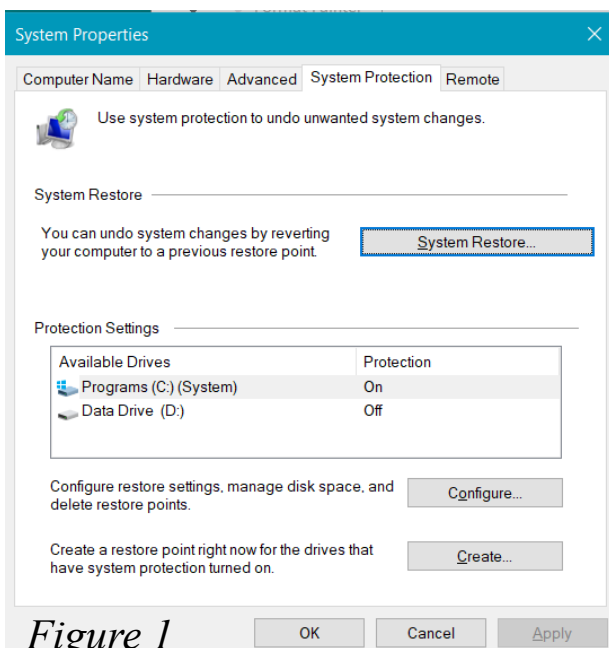 System Properties
Computer Name Hardware Advanced System Protection Remote
Use system protection to undo unwanted system changes.
System Restore
You can undo system changes by reverting
your computer to a previous restore point.
System Restore...
Protection Settings
Available Drives Protection
Programs (C:) (System) On
Data Drive (D:) Off
Configure restore settings, manage disk space, and
delete restore points.
Configure...
Create a restore point right now for the drives that
have system protection turned on.
Create...
Figure 1
OK Cancel Apply